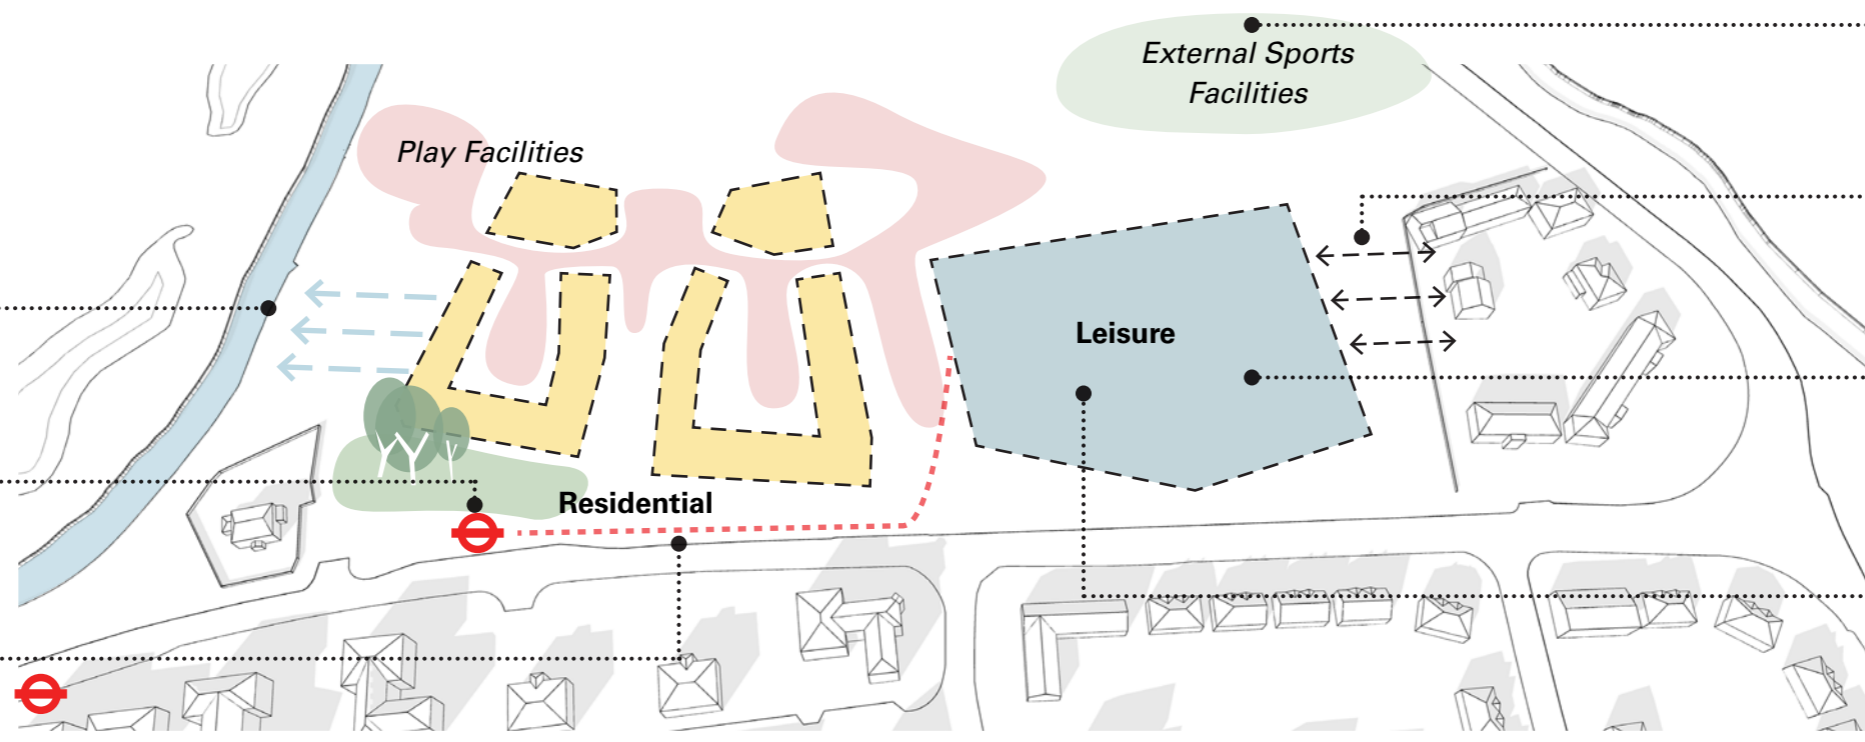 External Sports
Facilities
Play Facilities
Leisure
Residential